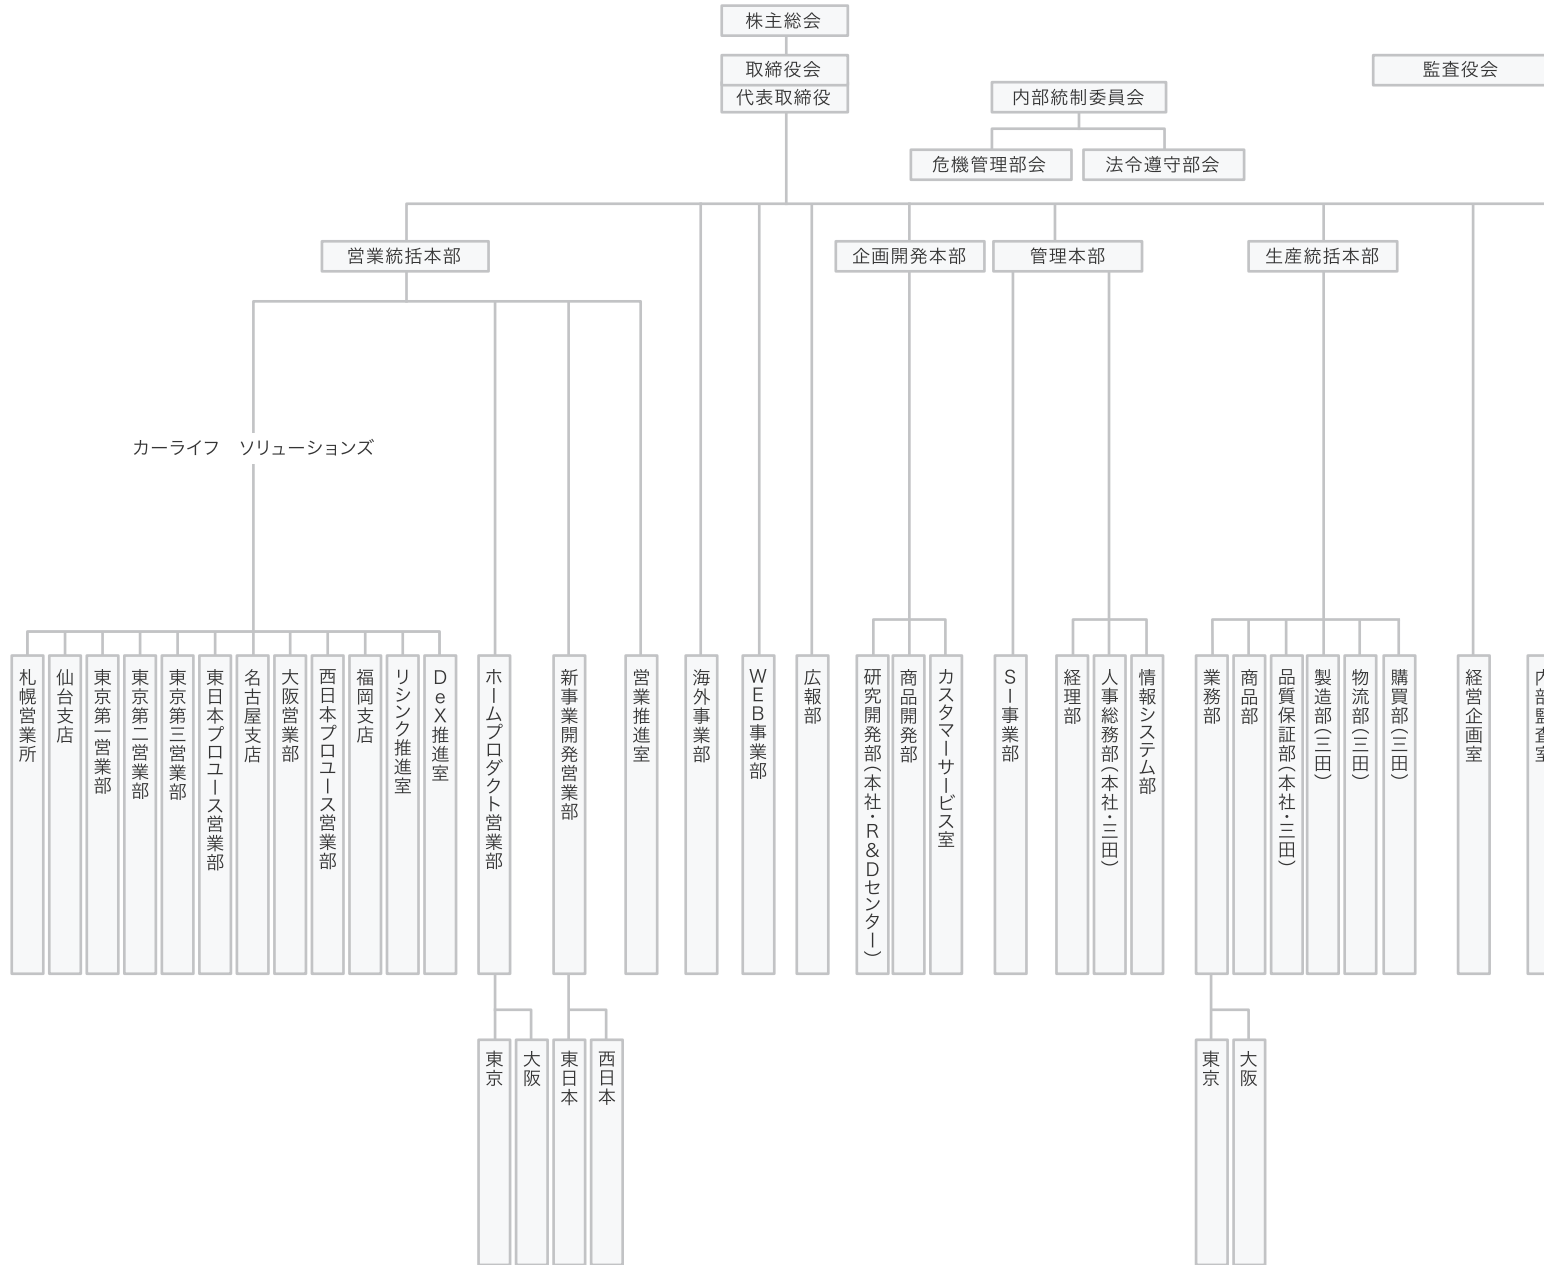 株主総会
取締役会
監査役会
代表取締役
内部統制委員会
危機管理部会
法令遵守部会
営業統括本部
企画開発本部
管理本部
生産統括本部
カーライフ　ソリューションズ
札幌営業所
仙台支店
東京第一営業部
東京第二営業部
東京第三営業部
東日本プロユース営業部
名古屋支店
大阪営業部
西日本プロユース営業部
福岡支店
リシンク推進室
DeX推進室
ホームプロダクト営業部
新事業開発営業部
営業推進室
海外事業部
WEB事業部
広報部
研究開発部（本社・R&Dセンター）
商品開発部
カスタマーサービス室
SI事業部
経理部
人事総務部（本社・三田）
情報システム部
業務部
商品部
品質保証部（本社・三田）
製造部（三田）
物流部（三田）
購買部（三田）
経営企画室
内部監査室
東京
大阪
東日本
西日本
東京
大阪